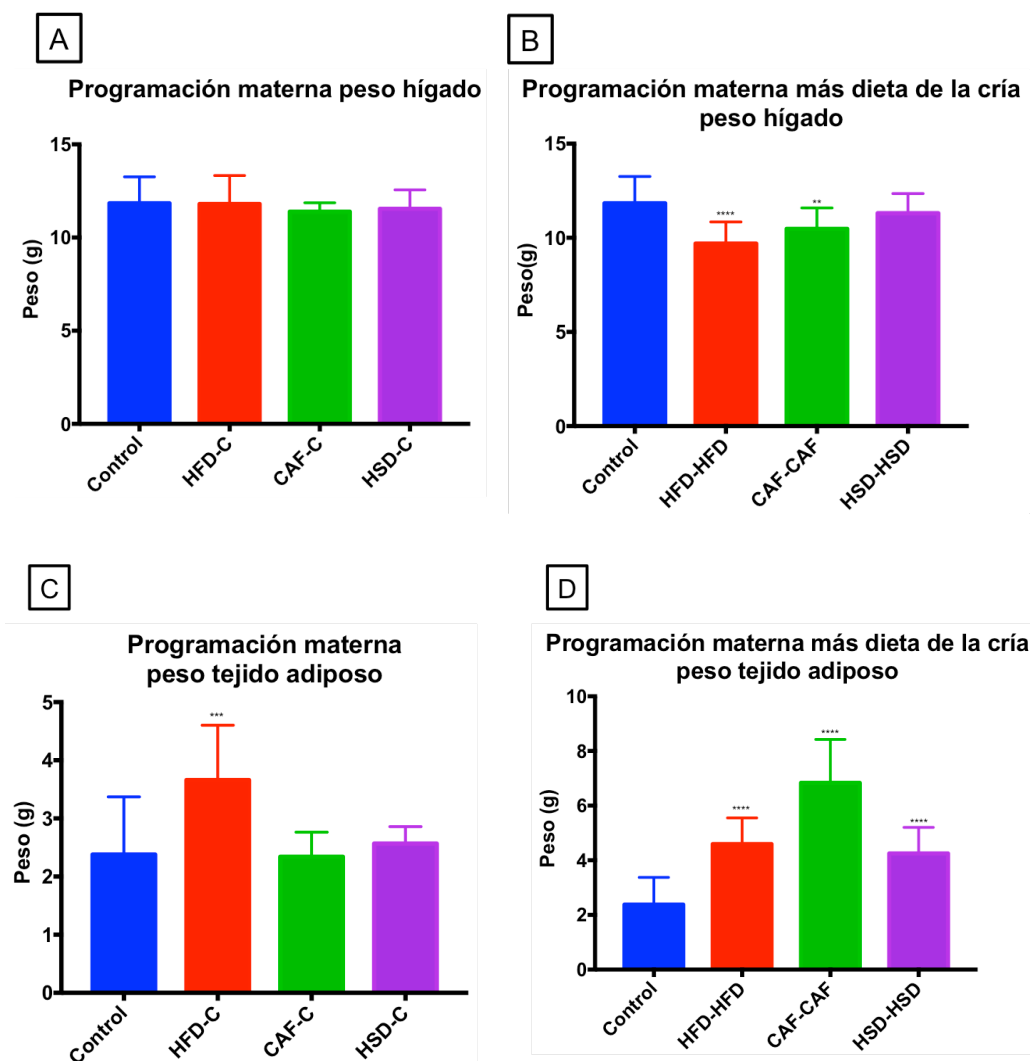 A
Programación materna peso hígado
Peso (g)
15
10
5
0
Control
HFD-C
CAF-C
HSD-C
B
Programación materna más dieta de la cría
peso hígado
Peso(g)
15
10
5
0
****
**
Control
HFD-HFD
CAF-CAF
HSD-HSD
C
Programación materna
peso tejido adiposo
Peso (g)
5
4
3
2
1
0
***
Control
HFD-C
CAF-C
HSD-C
D
Programación materna más dieta de la cría
peso tejido adiposo
Peso (g)
10
8
6
4
2
0
****
****
****
Control
HFD-HFD
CAF-CAF
HSD-HSD